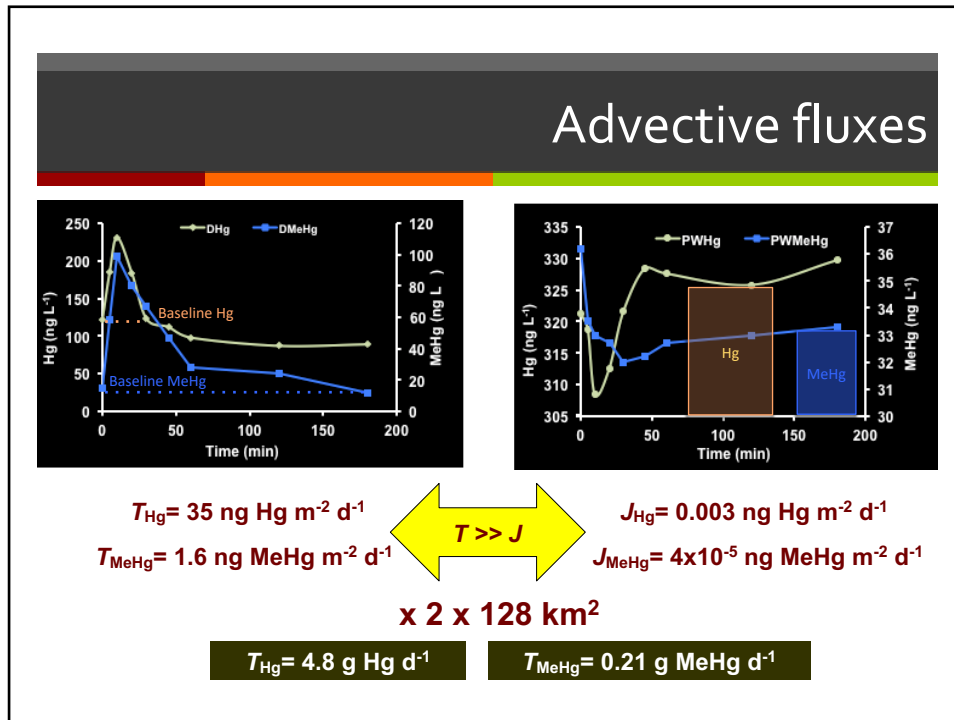 Advective fluxes
DHg DMeHg
250
200
150
100
50
0
Hg (ng L-1)
120
100
80
60
40
20
0
MeHg (ng L-1)
Baseline Hg
Baseline MeHg
0 50 100 150 200
Time (min)
PWHg PWMeHg
335
330
325
320
315
310
305
Hg (ng L-1)
37
36
35
34
33
32
31
30
MeHg (ng L-1)
Hg
MeHg
0 50 100 150 200
Time (min)
THg= 35 ng Hg m-2 d-1
TMeHg= 1.6 ng MeHg m-2 d-1
T >> J
JHg= 0.003 ng Hg m-2 d-1
JMeHg= 4x10-5 ng MeHg m-2 d-1
x 2 x 128 km2
THg= 4.8 g Hg d-1
TMeHg= 0.21 g MeHg d-1